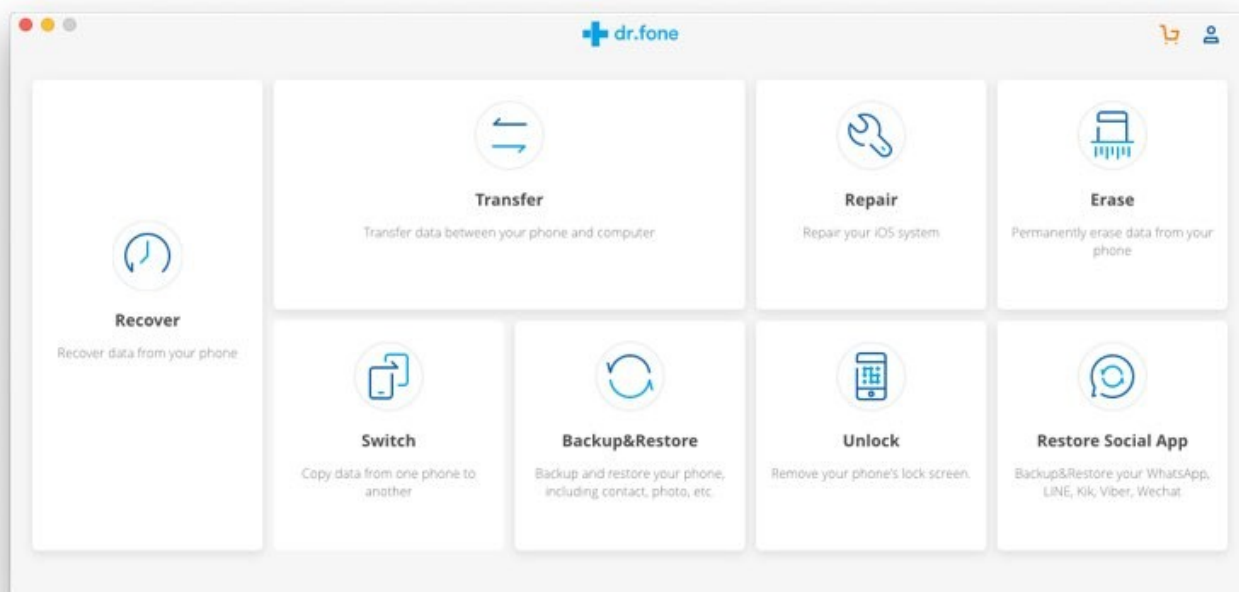 dr.fone
Recover
Recover data from your phone
Transfer
Transfer data between your phone and computer
Repair
Repair your iOS system
Erase
Permanently erase data from your
phone
Switch
Copy data from one phone to
another
Backup&Restore
Backup and restore your phone,
including contact, photo, etc.
Unlock
Remove your phone's lock screen.
Restore Social App
Backup&Restore your WhatsApp,
LINE, Kik, Viber, Wechat